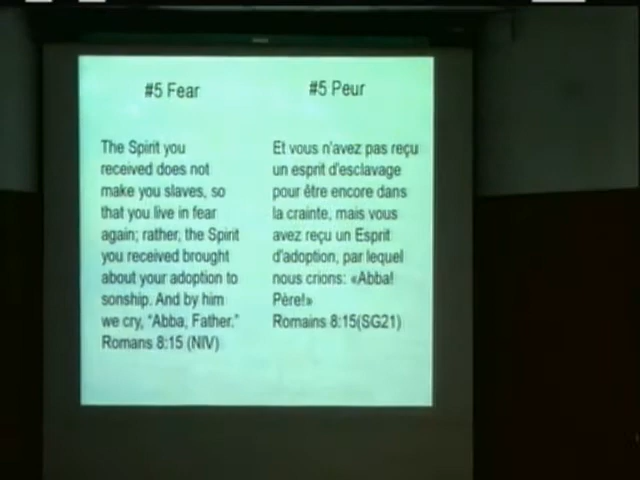 #5 Fear
The Spirit you
received does not
make you slaves, so
that you live in fear
again; rather, the Spirit
you received brought
about your adoption to
sonship. And by him
we cry, "Abba, Father."
Romans 8:15 (NIV)
#5 Peur
Et vous n'avez pas reçu
un esprit d'esclavage
pour être encore dans
la crainte, mais vous
avez reçu un Esprit
d'adoption, par lequel
nous crions: «Abba!
Père!»
Romains 8:15(SG21)